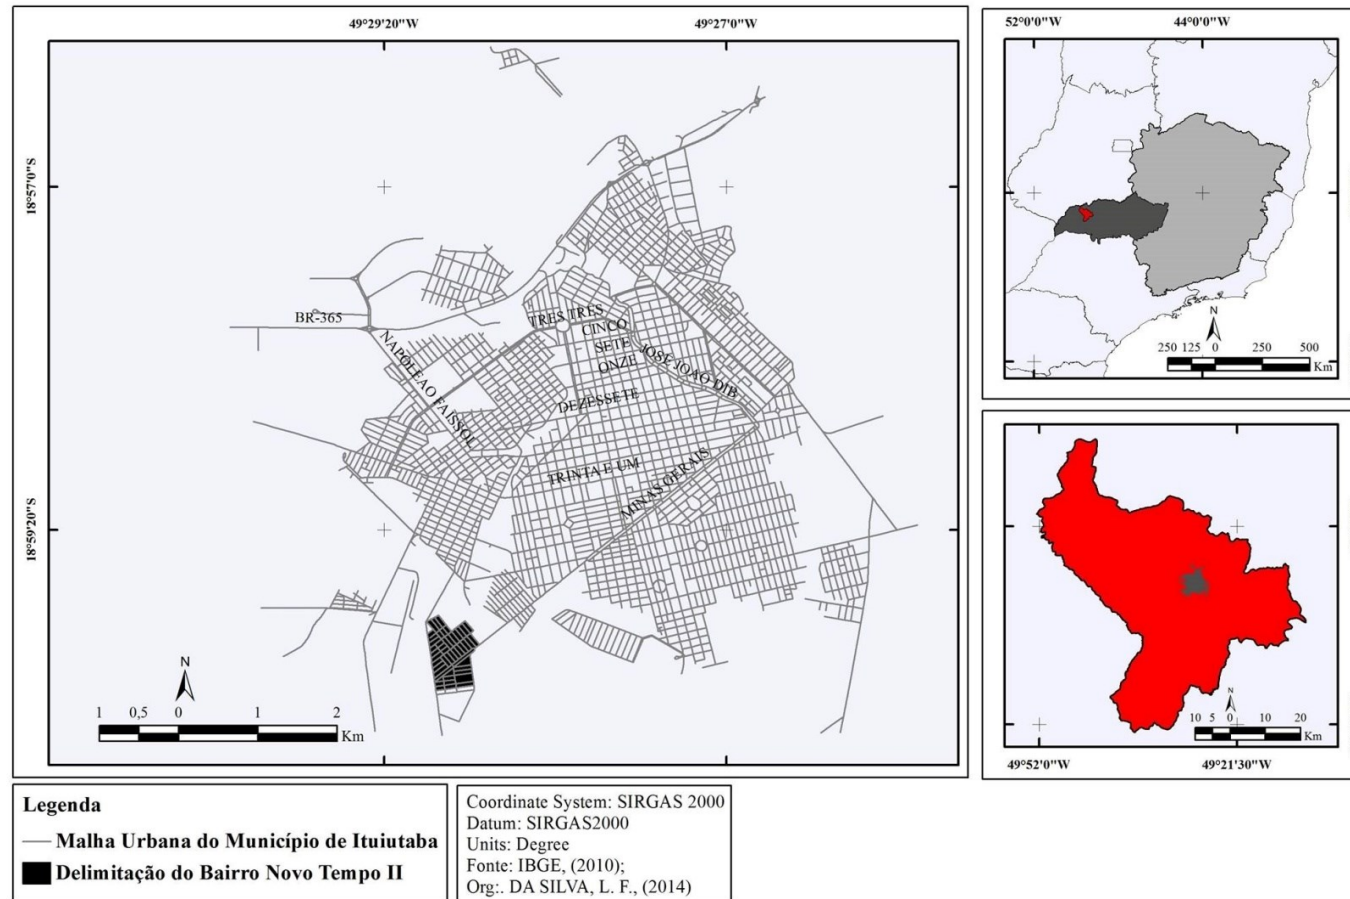 49°29'20"W 49°27'0"W
18°57'0"S
18°59'20"S
BR-365
NAPOLEAO FAISSOL
TRES TRES
CINCO
SETE
ONZE
JOSE JOAO DIB
DEZESSETE
TRINTA E UM
MINAS GERAIS
N
1 0,5 0 1 2
Km
52°0'0"W 44°0'0"W
N
250 125 0 250 500
Km
N
10 5 0 10 20
Km
49°52'0"W 49°21'30"W
Legenda
Malha Urbana do Município de Ituiutaba
Delimitação do Bairro Novo Tempo II
Coordinate System: SIRGAS 2000
Datum: SIRGAS2000
Units: Degree
Fonte: IBGE, (2010);
Org:. DA SILVA, L. F., (2014)